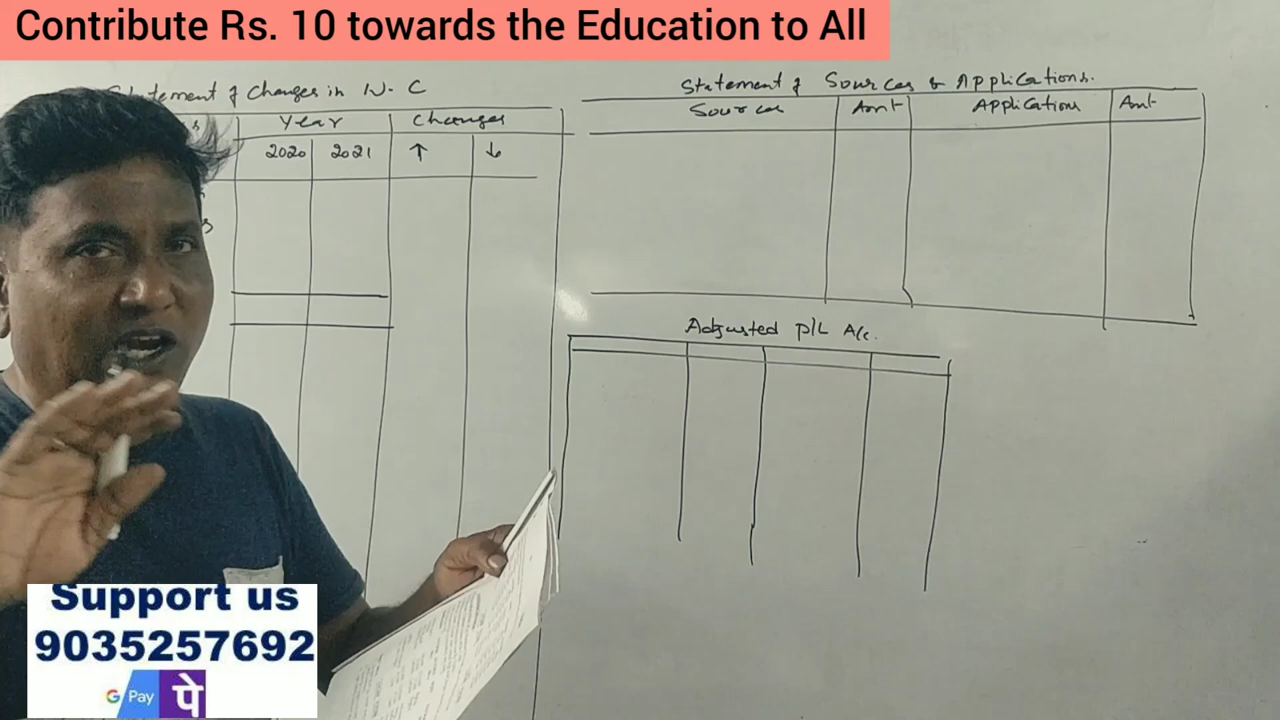 Contribute Rs. 10 towards the Education to All
Statement of Changes in W.C
Year
Changes
2020
2021
↑
↓
Statement of Sources & Applications.
Sources
Amt
Applications
Amt
Adjusted P/L A/c.
Support us
9035257692
G Pay
पे